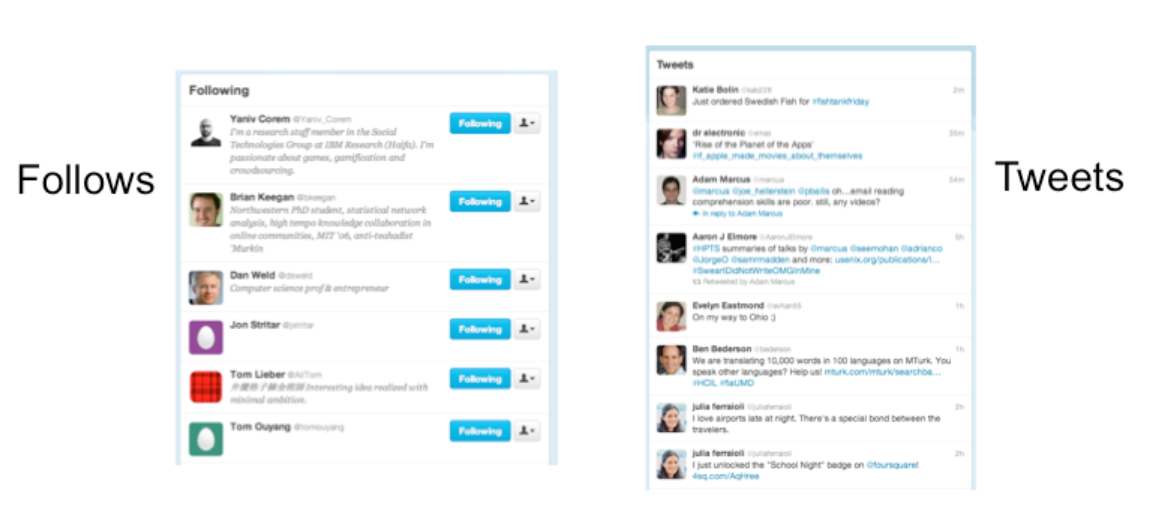 Follows
Following
Yaniv Corem @Yaniv_Corem
I'm a research staff member in the Social
Technologies Group at IBM Research (Haifa). I'm
passionate about games, gamification and
crowdsourcing.
Following
Brian Keegan @bkeegan
Northwestern PhD student, statistical network
analysis, high tempo knowledge collaboration in
online communities, MIT '06, anti-teahadist
'Murkin
Following
Dan Weld @dsweld
Computer science prof & entrepreneur
Following
Jon Stritar @jstritar
Following
Tom Lieber @AllTom
Interesting idea realized with
minimal ambition.
Following
Tom Ouyang @tomouyang
Following
Tweets
Katie Bolin @kab229 2m
Just ordered Swedish Fish for #fishtankfriday
dr electronic 35m
'Rise of the Planet of the Apps'
#if_apple_made_movies_about_themselves
Adam Marcus @marcua 54m
@marcua @joe_hellerstein @pbailis oh...email reading
comprehension skills are poor. still, any videos?
In reply to Adam Marcus
Aaron J Elmore @AaronJElmore 5h
#HPTS summaries of talks by @marcua @seemohan @adrianco
@JorgeO @samrmadden and more: usenix.org/publications/l...
#SweartIDidNotWriteOMGInMine
Retweeted by Adam Marcus
Evelyn Eastmond 1h
On my way to Ohio :)
Ben Bederson @bederson 1h
We are translating 10,000 words in 100 languages on MTurk. You
speak other languages? Help us! mturk.com/mturk/searchba...
#HCIL #flaUMD
julia ferraioli @juliaferraioli 2h
I love airports late at night. There's a special bond between the
travelers.
julia ferraioli @juliaferraioli 2h
I just unlocked the "School Night" badge on @foursquare!
4sq.com/AqHree
Tweets